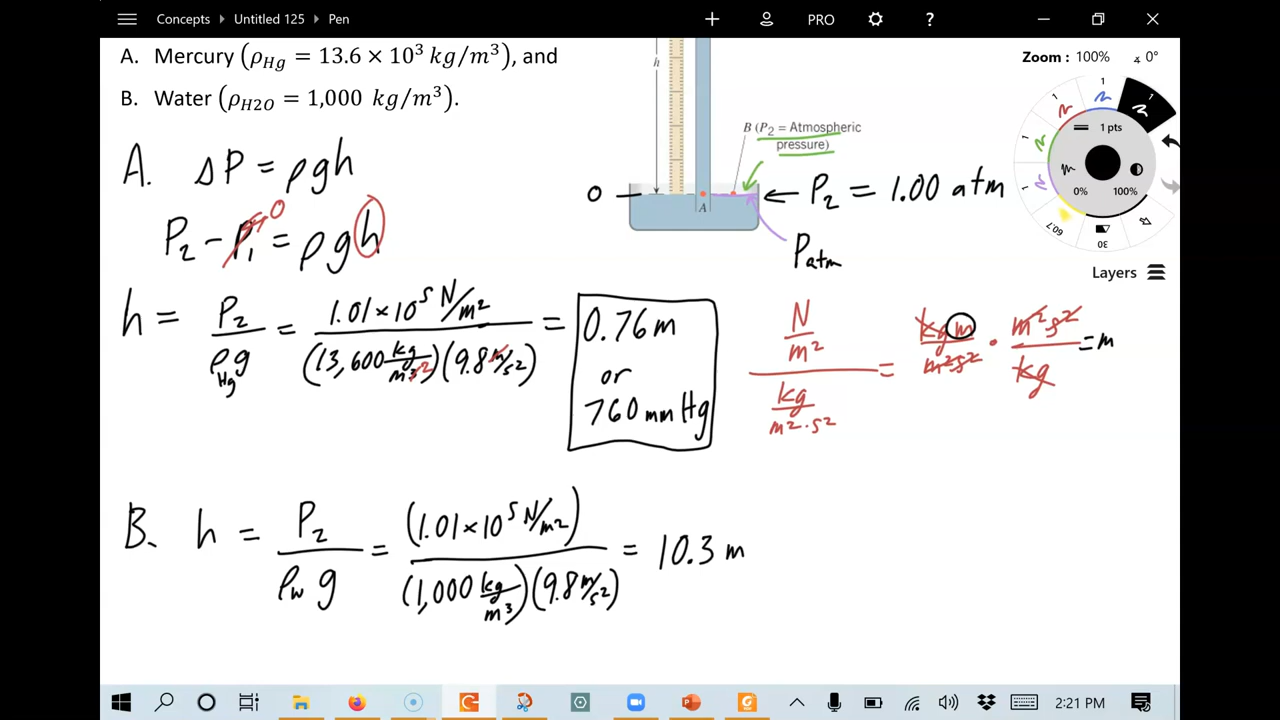 Concepts ▸ Untitled 125 ▸ Pen
PRO
?
A. Mercury (ρHg = 13.6 × 10³ kg/m³), and
B. Water (ρH2O = 1,000 kg/m³).
Zoom : 100%
0°
1 pts
0% 100%
60.7
30
Layers
h
B (P₂ = Atmospheric
pressure)
A
0
← P₂ = 1.00 atm
Patm
A. ΔP = ρgh
P₂ − P₁ = ρgh
0
h = P₂ / ρHg g = 1.01×10⁵ N/m² / (13,600 kg/m³)(9.8 m/s²) = 0.76 m
or
760 mm Hg
N/m² / kg/m²·s² = kg m/m²s² · m²s²/kg = m
B. h = P₂ / ρw g = (1.01×10⁵ N/m²) / (1,000 kg/m³)(9.8 m/s²) = 10.3 m
2:21 PM